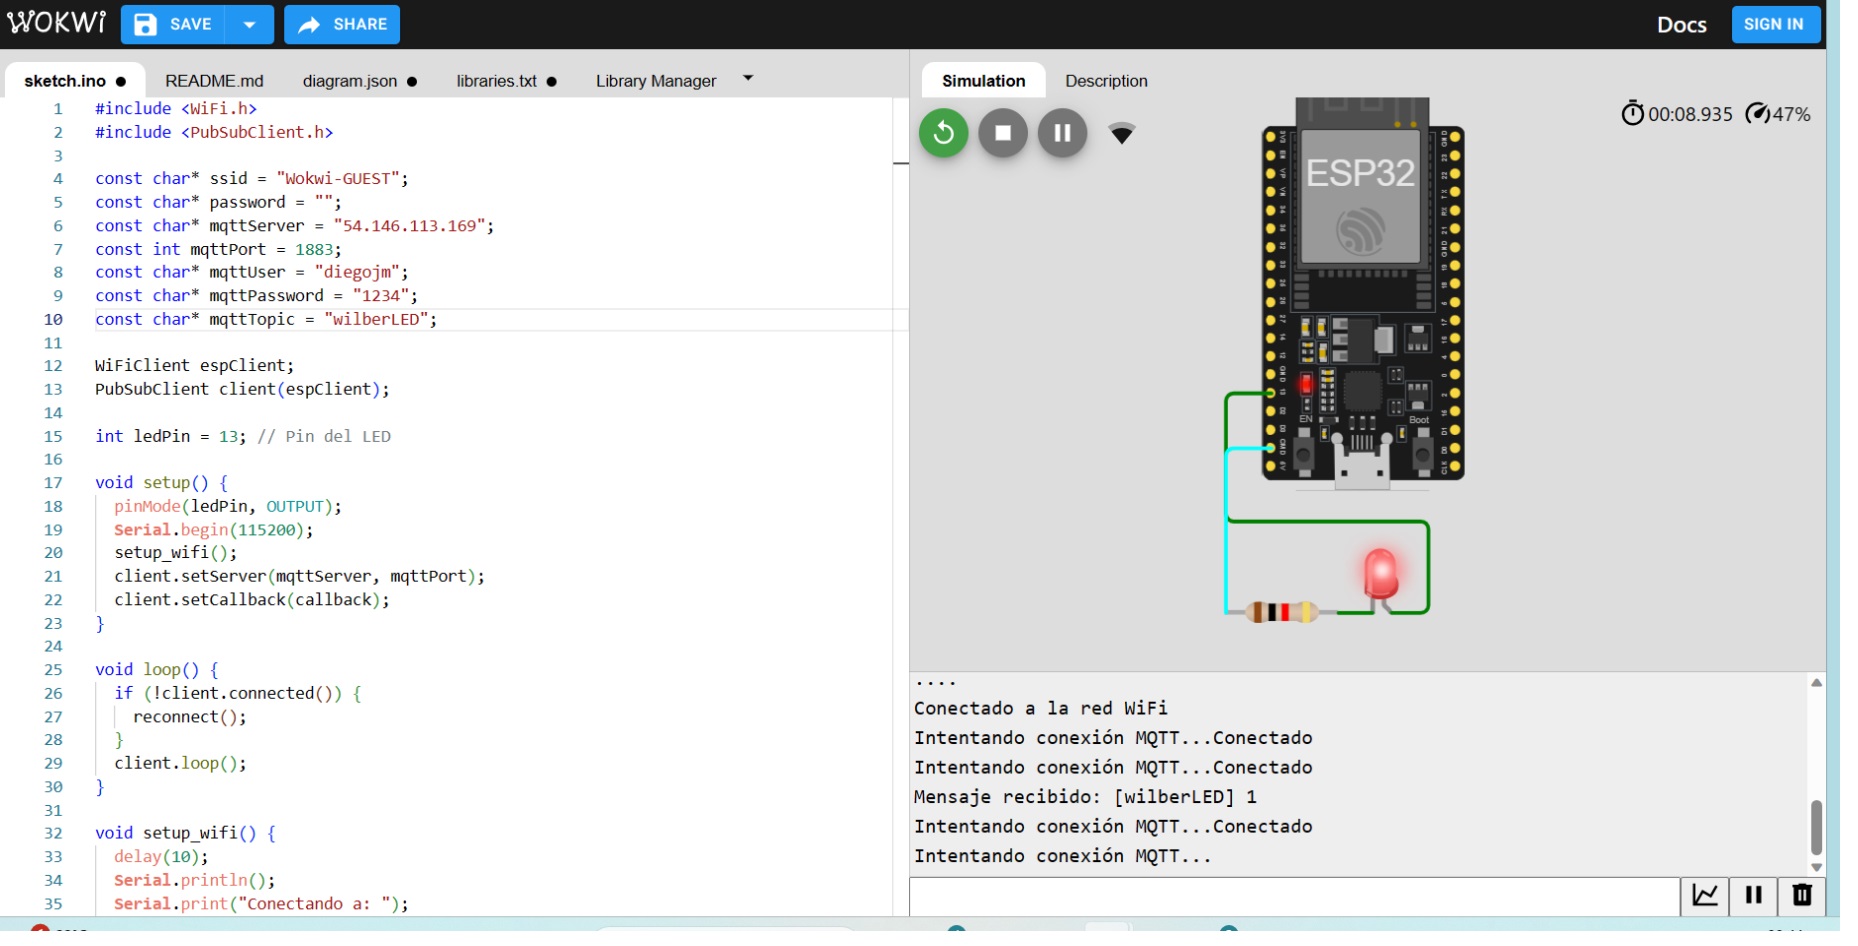 WOKWI SAVE SHARE Docs SIGN IN
sketch.ino ● README.md diagram.json ● libraries.txt ● Library Manager
Simulation Description
1 #include <WiFi.h>
2 #include <PubSubClient.h>
3
4 const char* ssid = "Wokwi-GUEST";
5 const char* password = "";
6 const char* mqttServer = "54.146.113.169";
7 const int mqttPort = 1883;
8 const char* mqttUser = "diegojm";
9 const char* mqttPassword = "1234";
10 const char* mqttTopic = "wilberLED";
11
12 WiFiClient espClient;
13 PubSubClient client(espClient);
14
15 int ledPin = 13; // Pin del LED
16
17 void setup() {
18 pinMode(ledPin, OUTPUT);
19 Serial.begin(115200);
20 setup_wifi();
21 client.setServer(mqttServer, mqttPort);
22 client.setCallback(callback);
23 }
24
25 void loop() {
26 if (!client.connected()) {
27 reconnect();
28 }
29 client.loop();
30 }
31
32 void setup_wifi() {
33 delay(10);
34 Serial.println();
35 Serial.print("Conectando a: ");
00:08.935 47%
ESP32
EN
Boot
....
Conectado a la red WiFi
Intentando conexión MQTT...Conectado
Intentando conexión MQTT...Conectado
Mensaje recibido: [wilberLED] 1
Intentando conexión MQTT...Conectado
Intentando conexión MQTT...